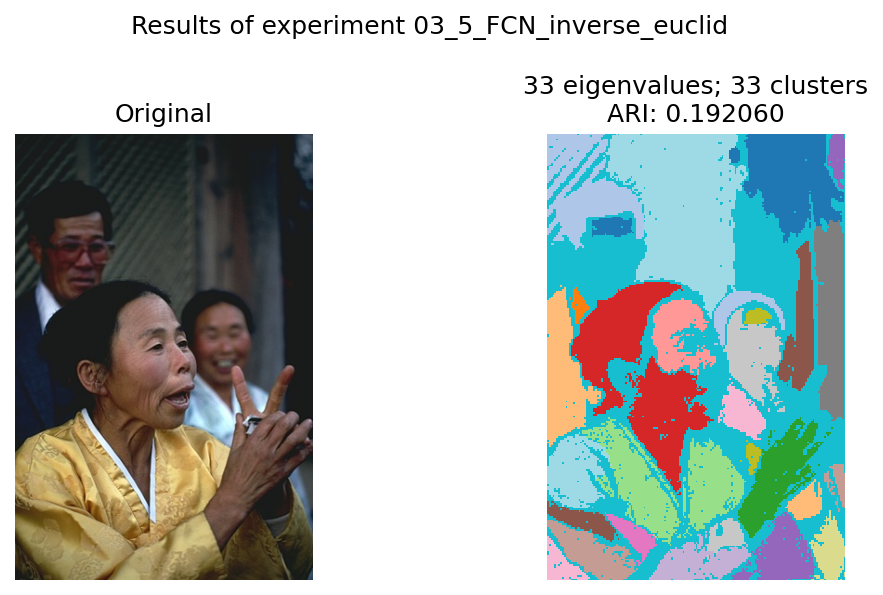 Results of experiment 03_5_FCN_inverse_euclid
Original
33 eigenvalues; 33 clusters
ARI: 0.192060